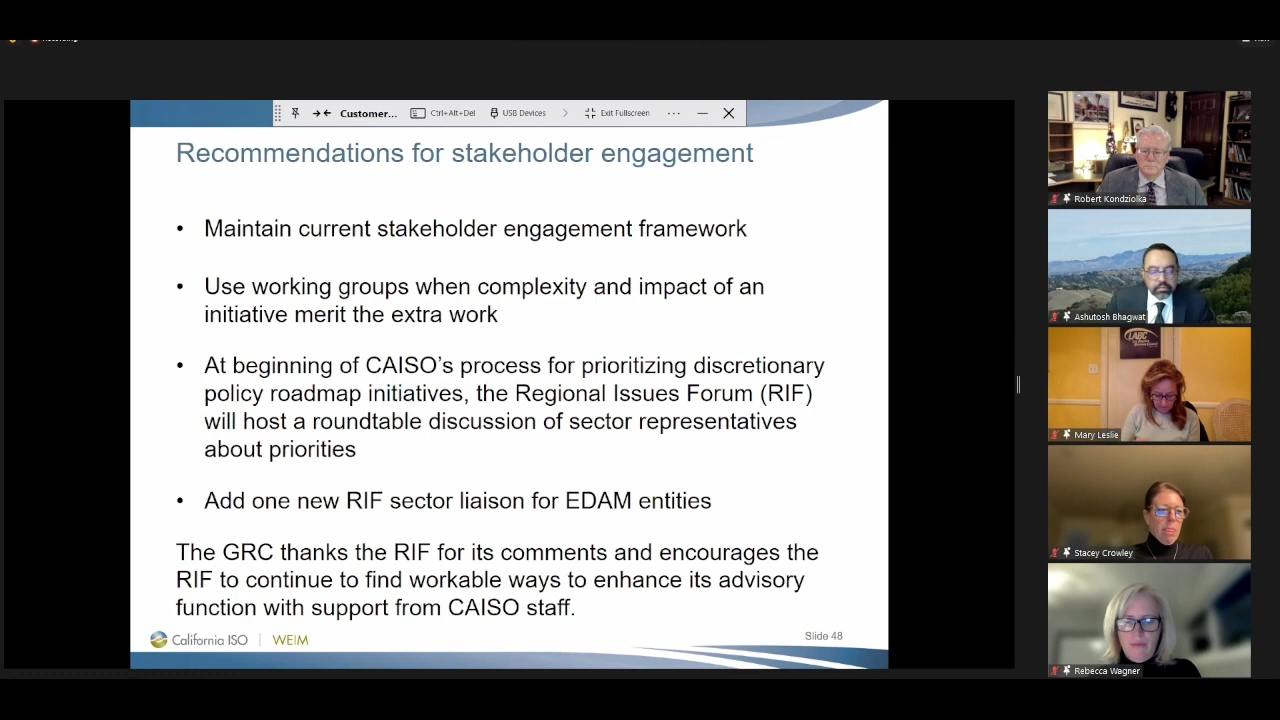 Customer...
Ctrl+Alt+Del
USB Devices
Exit Fullscreen
Recommendations for stakeholder engagement
• Maintain current stakeholder engagement framework
• Use working groups when complexity and impact of an
initiative merit the extra work
• At beginning of CAISO's process for prioritizing discretionary
policy roadmap initiatives, the Regional Issues Forum (RIF)
will host a roundtable discussion of sector representatives
about priorities
• Add one new RIF sector liaison for EDAM entities
The GRC thanks the RIF for its comments and encourages the
RIF to continue to find workable ways to enhance its advisory
function with support from CAISO staff.
California ISO | WEIM
Slide 48
Robert Kondziolka
Ashutosh Bhagwat
LABC
Mary Leslie
Stacey Crowley
Rebecca Wagner